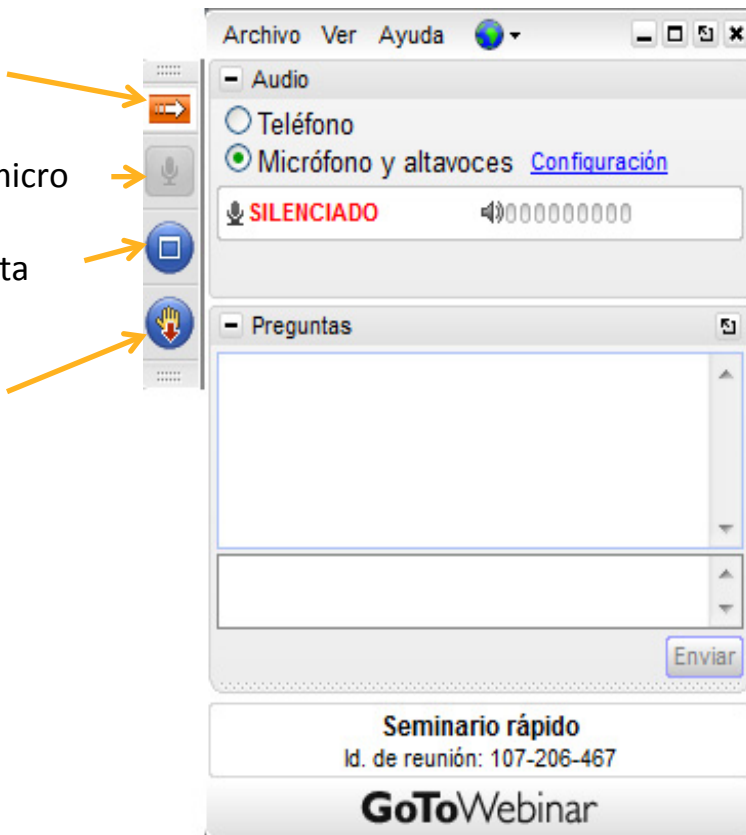 Archivo Ver Ayuda
Audio
Teléfono
Micrófono y altavoces Configuración
micro
SILENCIADO
ta
Preguntas
Enviar
Seminario rápido
Id. de reunión: 107-206-467
GoToWebinar